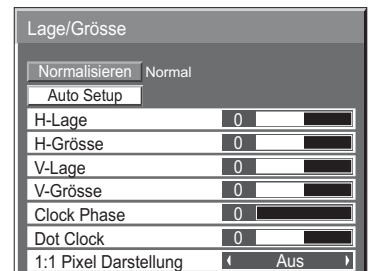 Lage/Grösse
Normalisieren Normal
Auto Setup
H-Lage 0
H-Grösse 0
V-Lage 0
V-Grösse 0
Clock Phase 0
Dot Clock 0
1:1 Pixel Darstellung Aus